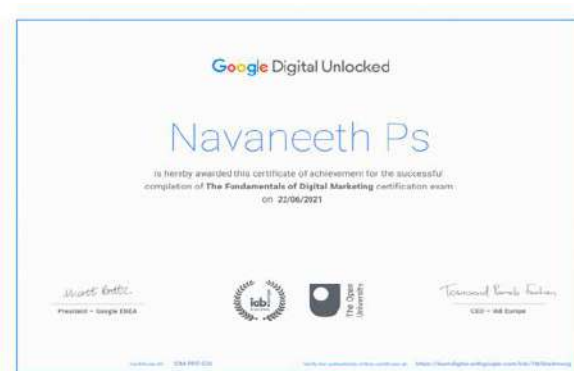 Google Digital Unlocked
Navaneeth Ps
is hereby awarded this certificate of achievement for the successful
completion of The Fundamentals of Digital Marketing certification exam
on 22/06/2021
iab
The Open
University
President – Google EMEA
CEO – IAB Europe